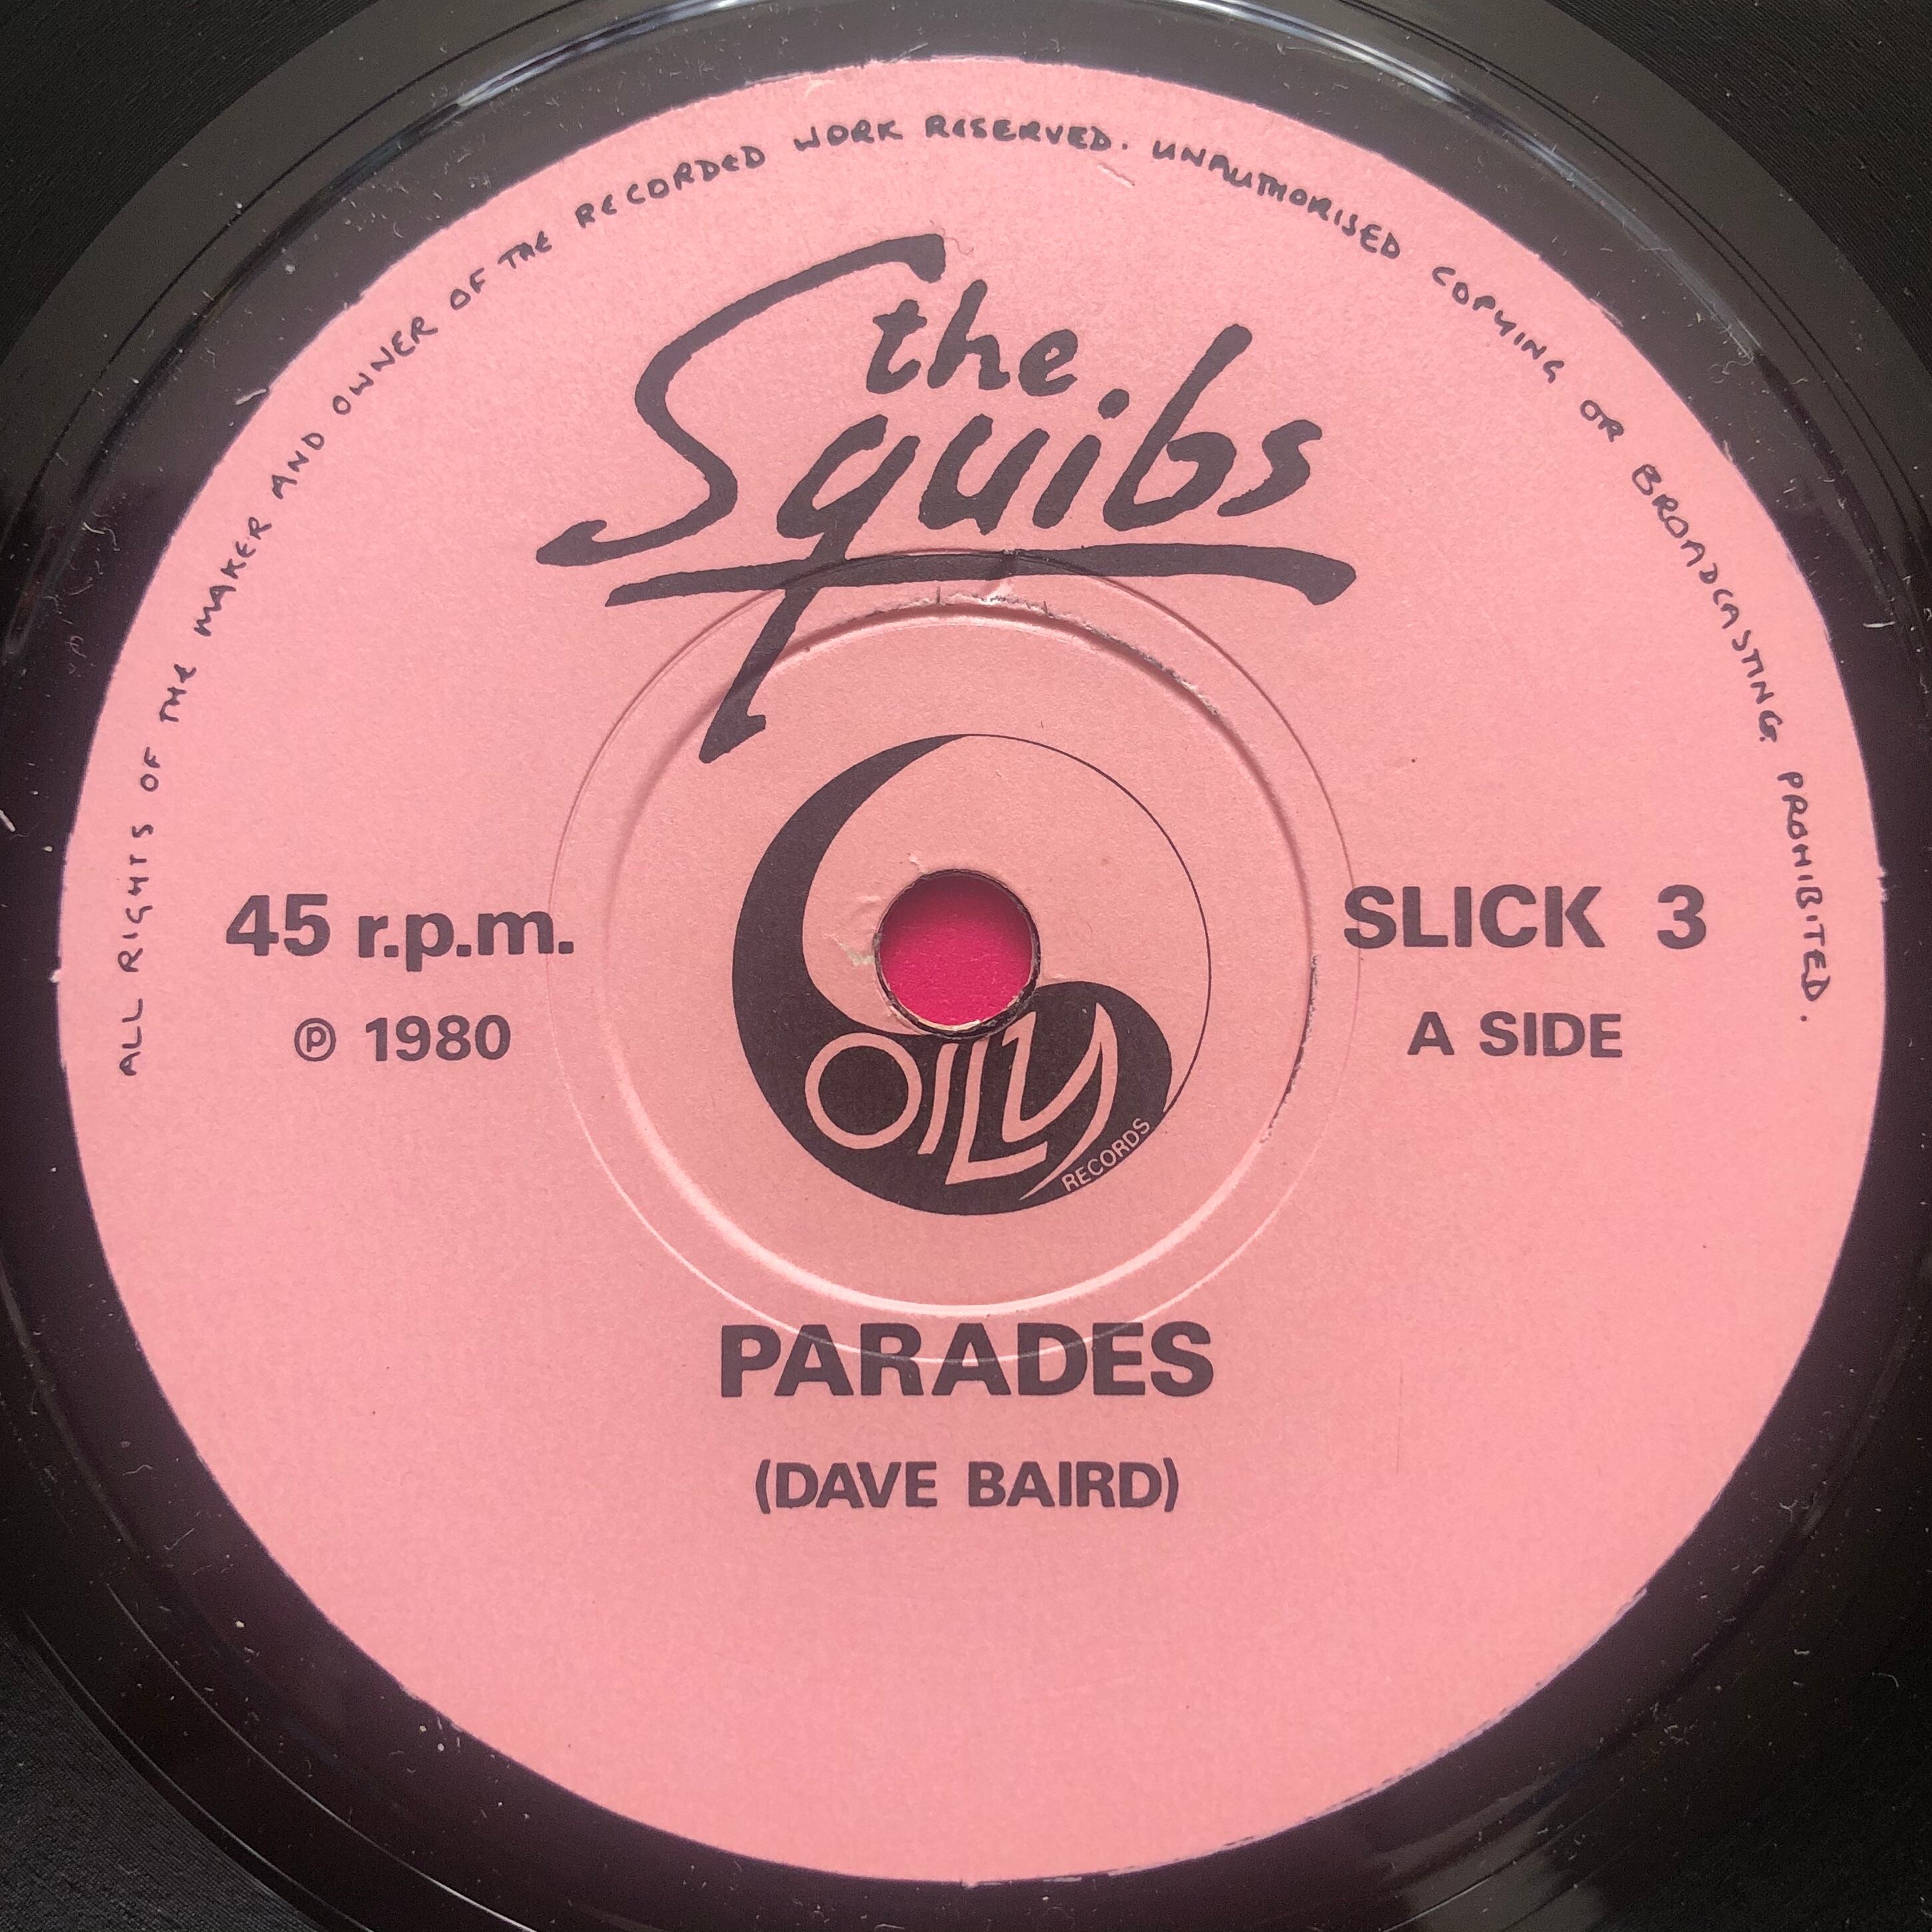 ALL RIGHTS OF THE MAKER AND OWNER OF THE RECORDED WORK RESERVED. UNAUTHORISED COPYING OR BROADCASTING PROHIBITED.
the
Squibs
45 r.p.m.
℗ 1980
SLICK 3
A SIDE
OILY
RECORDS
PARADES
(DAVE BAIRD)